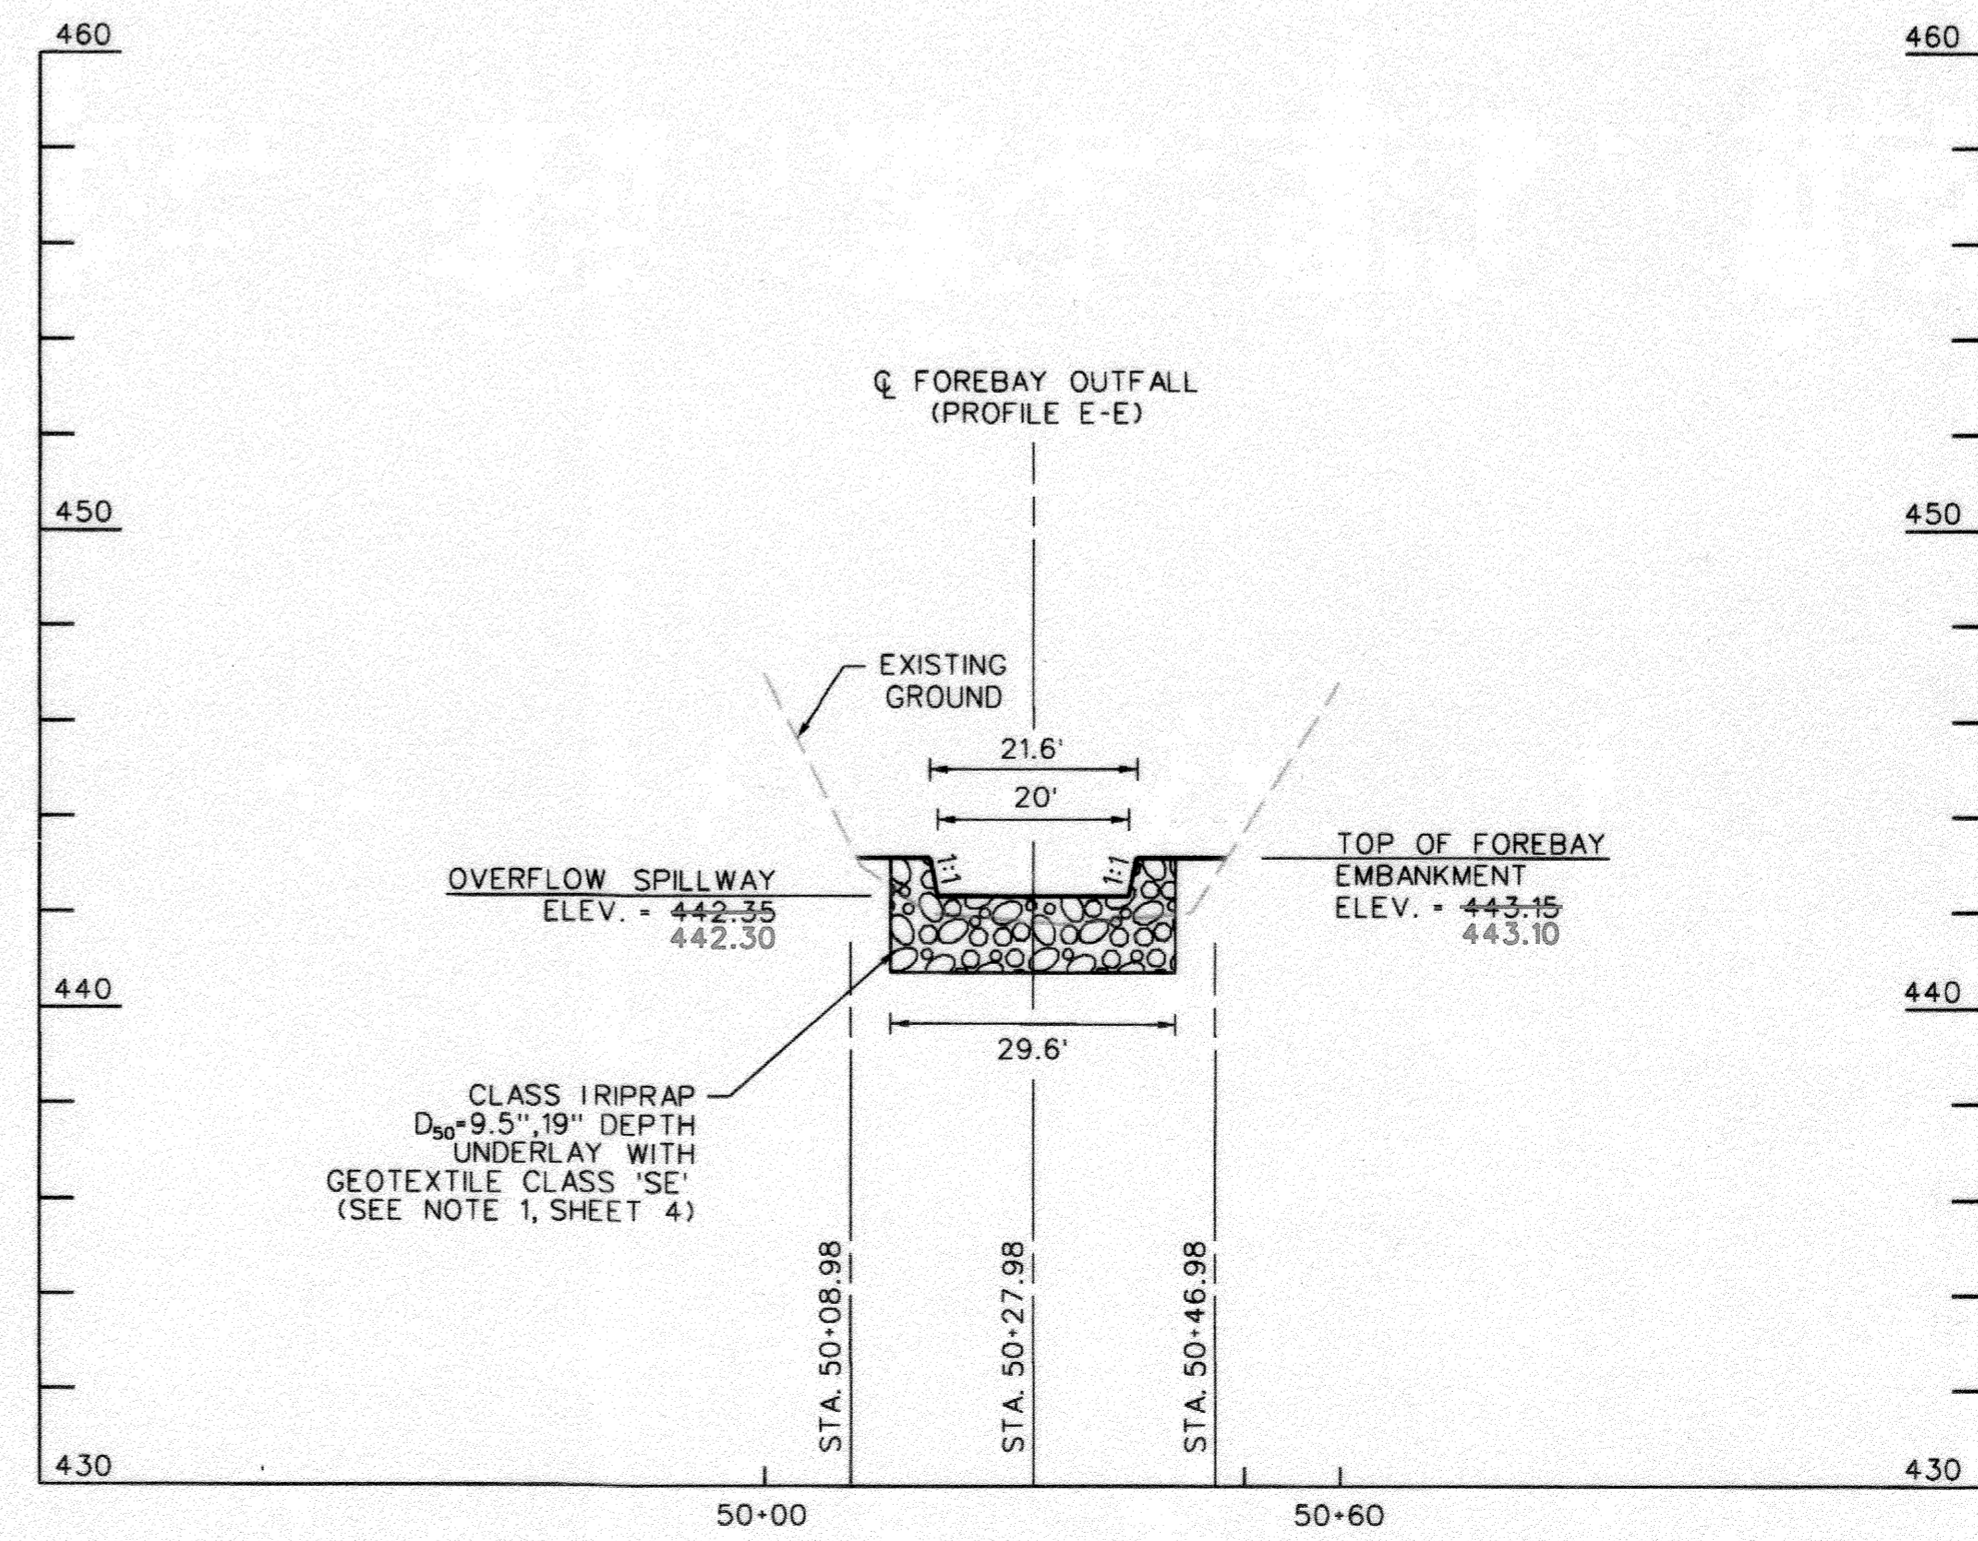 460
460
℄ FOREBAY OUTFALL
(PROFILE E-E)
450
450
EXISTING
GROUND
21.6'
20'
1:1
1:1
OVERFLOW SPILLWAY
ELEV. = 442.35
442.30
TOP OF FOREBAY
EMBANKMENT
ELEV. = 443.15
443.10
440
440
29.6'
CLASS I RIPRAP
D50=9.5", 19" DEPTH
UNDERLAY WITH
GEOTEXTILE CLASS 'SE'
(SEE NOTE 1, SHEET 4)
STA. 50+08.98
STA. 50+27.98
STA. 50+46.98
430
430
50+00
50+60